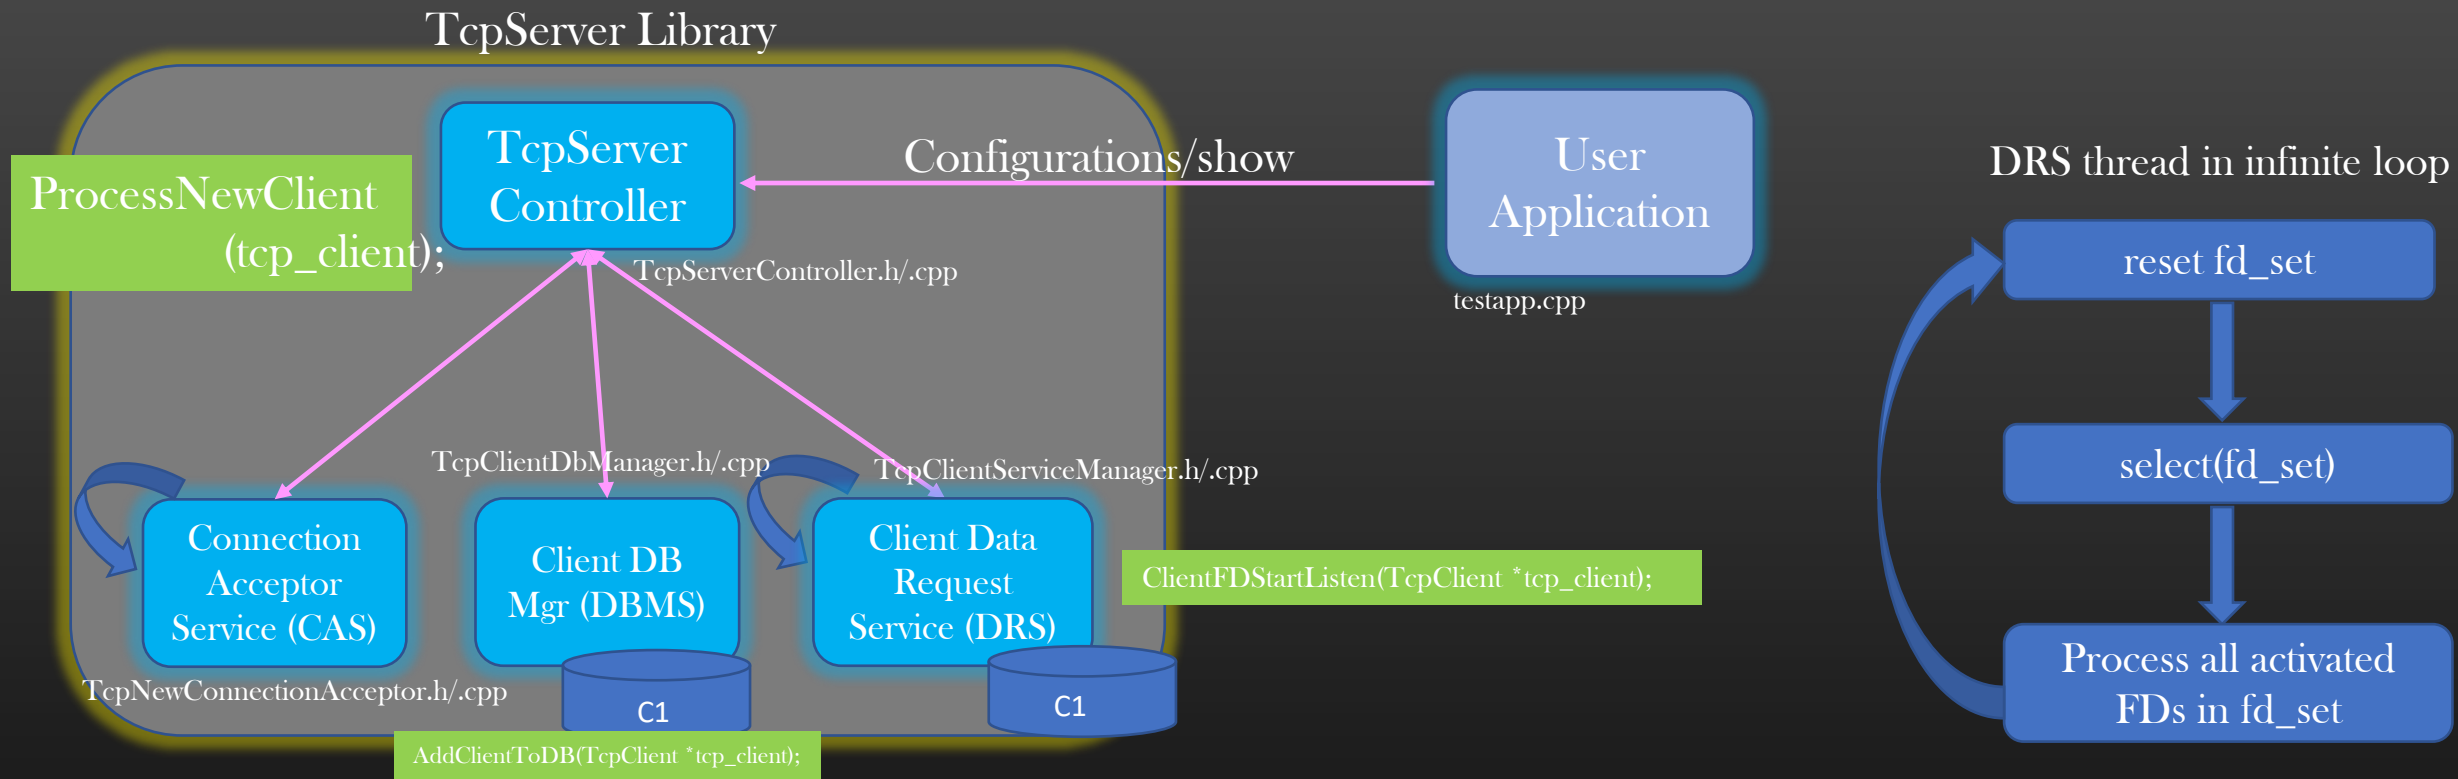 TcpServer Library
TcpServer
Controller
ProcessNewClient
(tcp_client);
TcpServerController.h/.cpp
Configurations/show
User
Application
testapp.cpp
TcpClientDbManager.h/.cpp
TcpClientServiceManager.h/.cpp
Connection
Acceptor
Service (CAS)
TcpNewConnectionAcceptor.h/.cpp
Client DB
Mgr (DBMS)
C1
AddClientToDB(TcpClient *tcp_client);
Client Data
Request
Service (DRS)
C1
ClientFDStartListen(TcpClient *tcp_client);
DRS thread in infinite loop
reset fd_set
select(fd_set)
Process all activated
FDs in fd_set